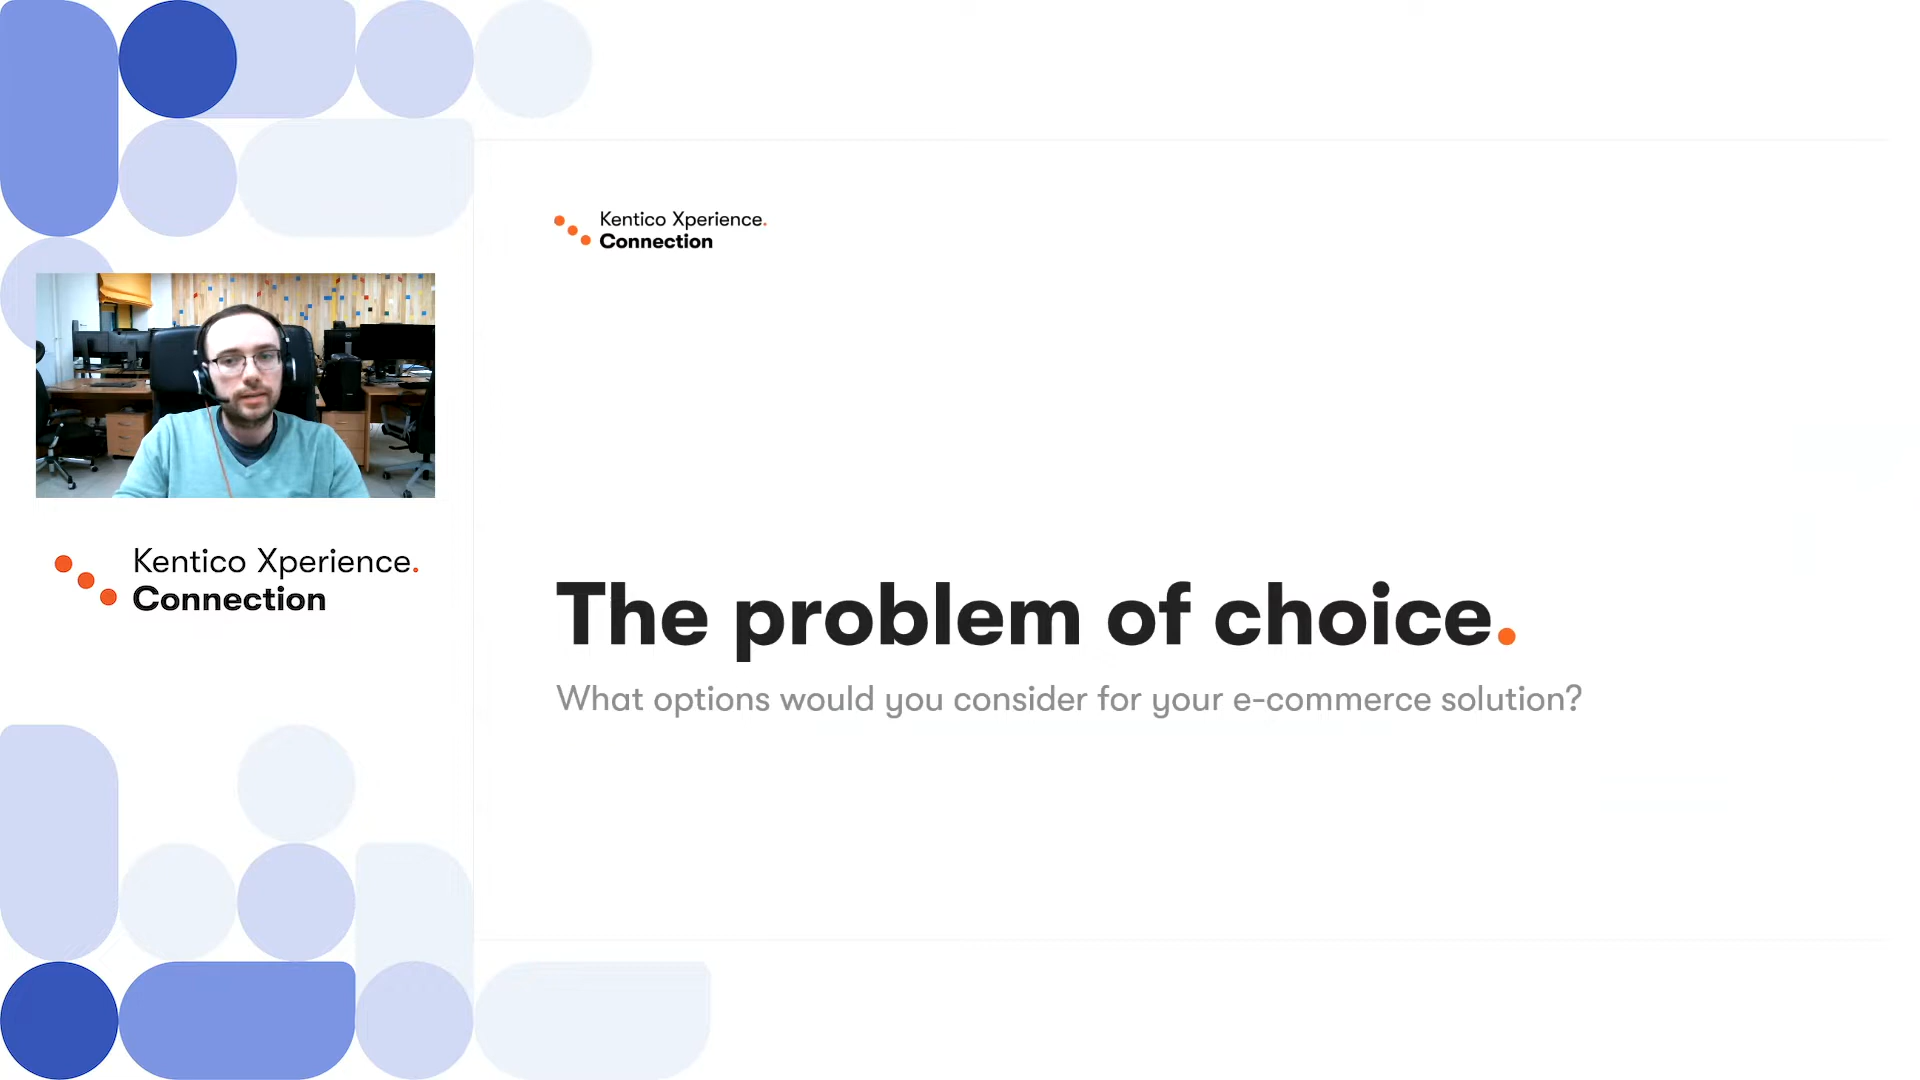 Kentico Xperience.
Connection
Kentico Xperience.
Connection
The problem of choice.
What options would you consider for your e-commerce solution?